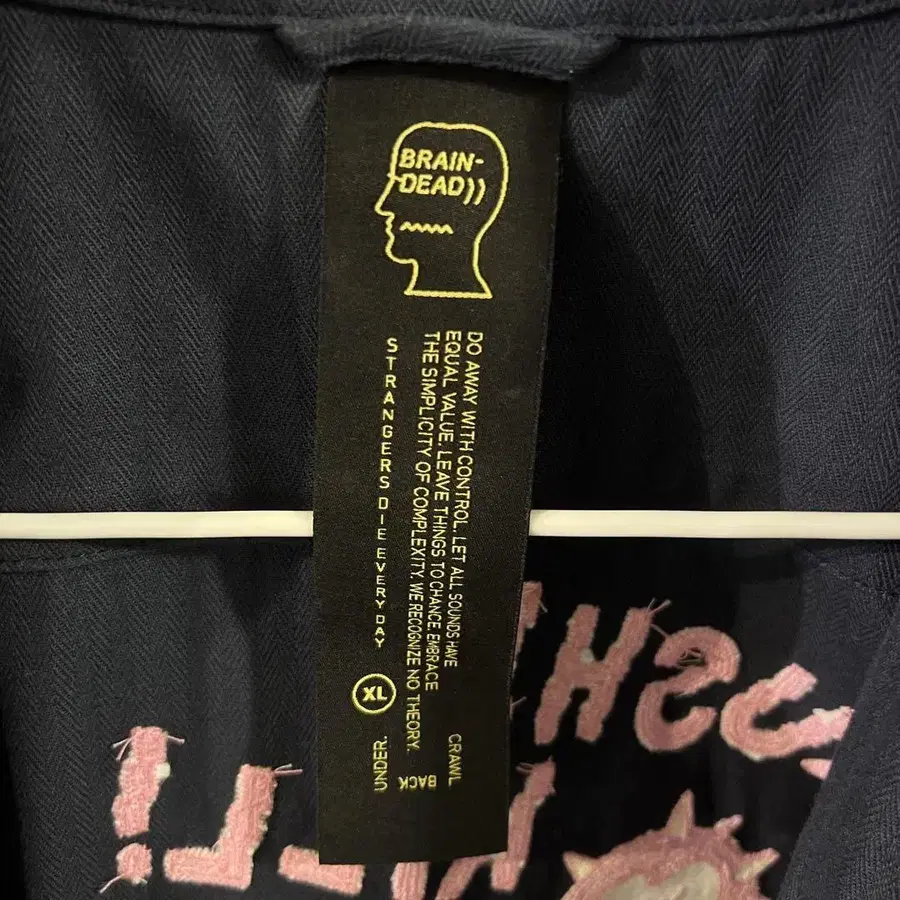 BRAIN-
DEAD))
DO AWAY WITH CONTROL. LET ALL SOUNDS HAVE
EQUAL VALUE. LEAVE THINGS TO CHANCE. EMBRACE
THE SIMPLICITY OF COMPLEXITY. WE RECOGNIZE NO THEORY.
STRANGERS DIE EVERY DAY
XL
CRAWL
BACK
UNDER.